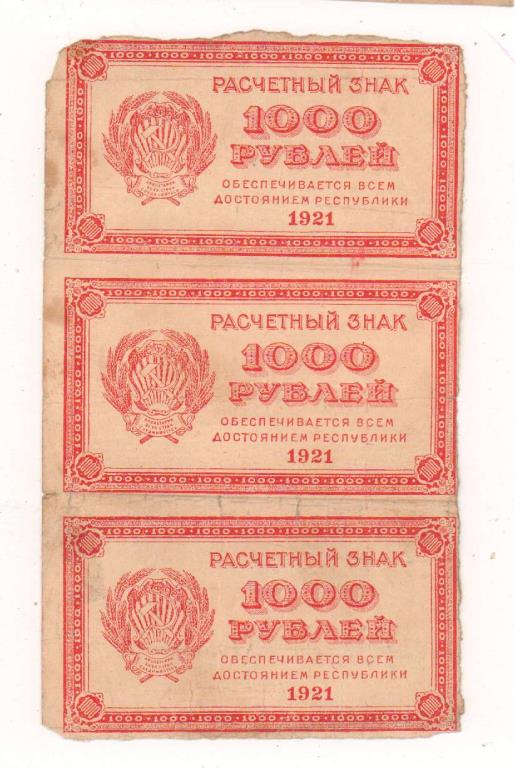 РАСЧЕТНЫЙ ЗНАК
1000
РУБЛЕЙ
ОБЕСПЕЧИВАЕТСЯ ВСЕМ
ДОСТОЯНИЕМ РЕСПУБЛИКИ
1921
РАСЧЕТНЫЙ ЗНАК
1000
РУБЛЕЙ
ОБЕСПЕЧИВАЕТСЯ ВСЕМ
ДОСТОЯНИЕМ РЕСПУБЛИКИ
1921
РАСЧЕТНЫЙ ЗНАК
1000
РУБЛЕЙ
ОБЕСПЕЧИВАЕТСЯ ВСЕМ
ДОСТОЯНИЕМ РЕСПУБЛИКИ
1921